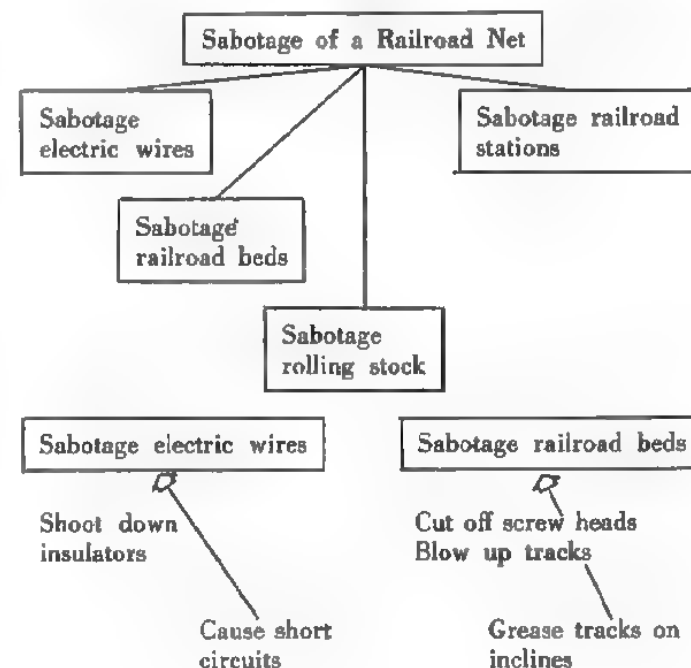 Sabotage of a Railroad Net
Sabotage
electric wires
Sabotage railroad
stations
Sabotage
railroad beds
Sabotage
rolling stock
Sabotage electric wires
Sabotage railroad beds
Shoot down
insulators
Cut off screw heads
Blow up tracks
Cause short
circuits
Grease tracks on
inclines